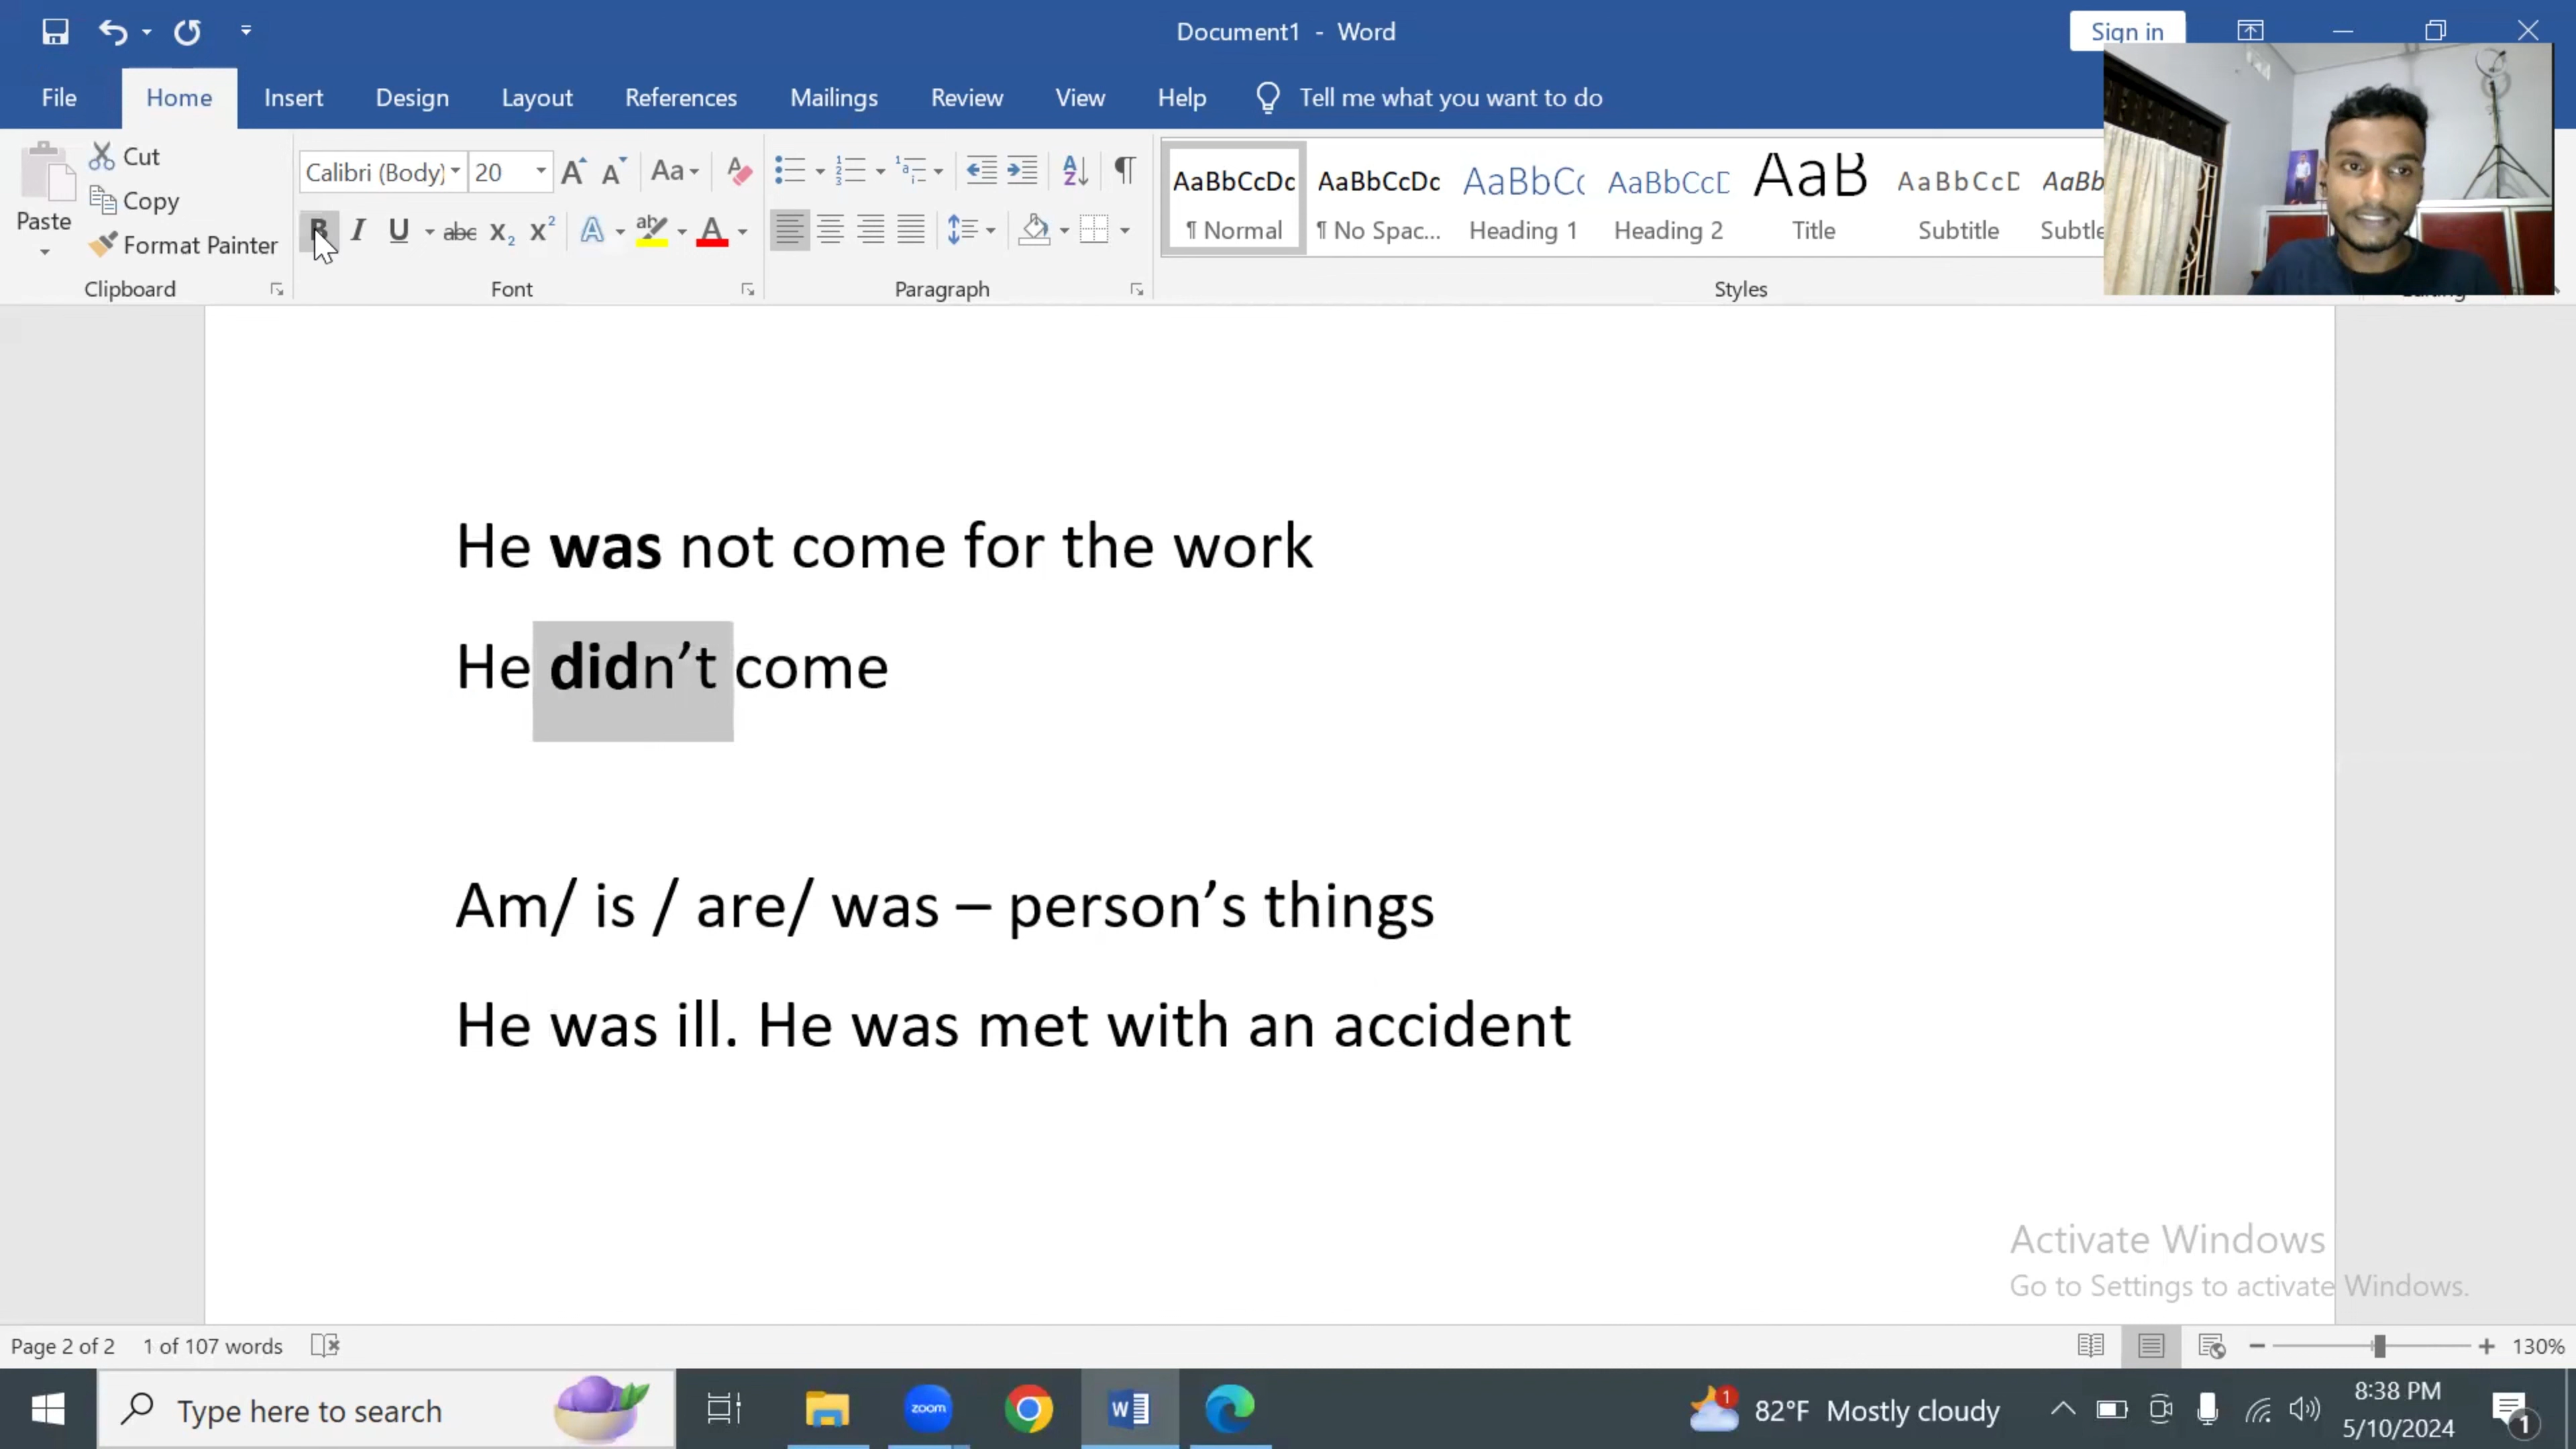 Document1 - Word
Sign in
File Home Insert Design Layout References Mailings Review View Help Tell me what you want to do
Paste
Cut
Copy
Format Painter
Clipboard
Calibri (Body) 20
Font
Paragraph
AaBbCcDc AaBbCcDc AaBbCc AaBbCcD AaB AaBbCcD AaBb
¶ Normal ¶ No Spac... Heading 1 Heading 2 Title Subtitle Subtle
Styles
He was not come for the work
He didn’t come
Am/ is / are/ was – person’s things
He was ill. He was met with an accident
Activate Windows
Go to Settings to activate Windows.
Page 2 of 2 1 of 107 words 130%
Type here to search
zoom
82°F Mostly cloudy
8:38 PM
5/10/2024